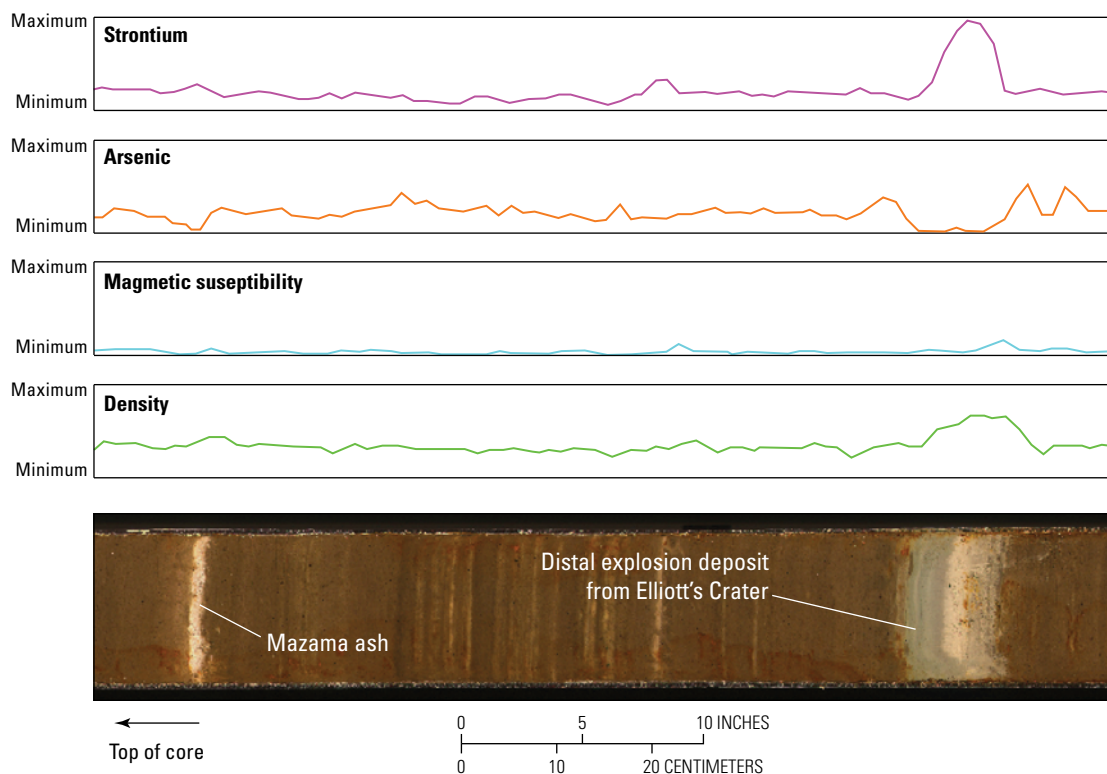 Maximum
Strontium
Minimum
Maximum
Arsenic
Minimum
Maximum
Magmetic suseptibility
Minimum
Maximum
Density
Minimum
Distal explosion deposit
from Elliott's Crater
Mazama ash
Top of core
0 5 10 INCHES
0 10 20 CENTIMETERS